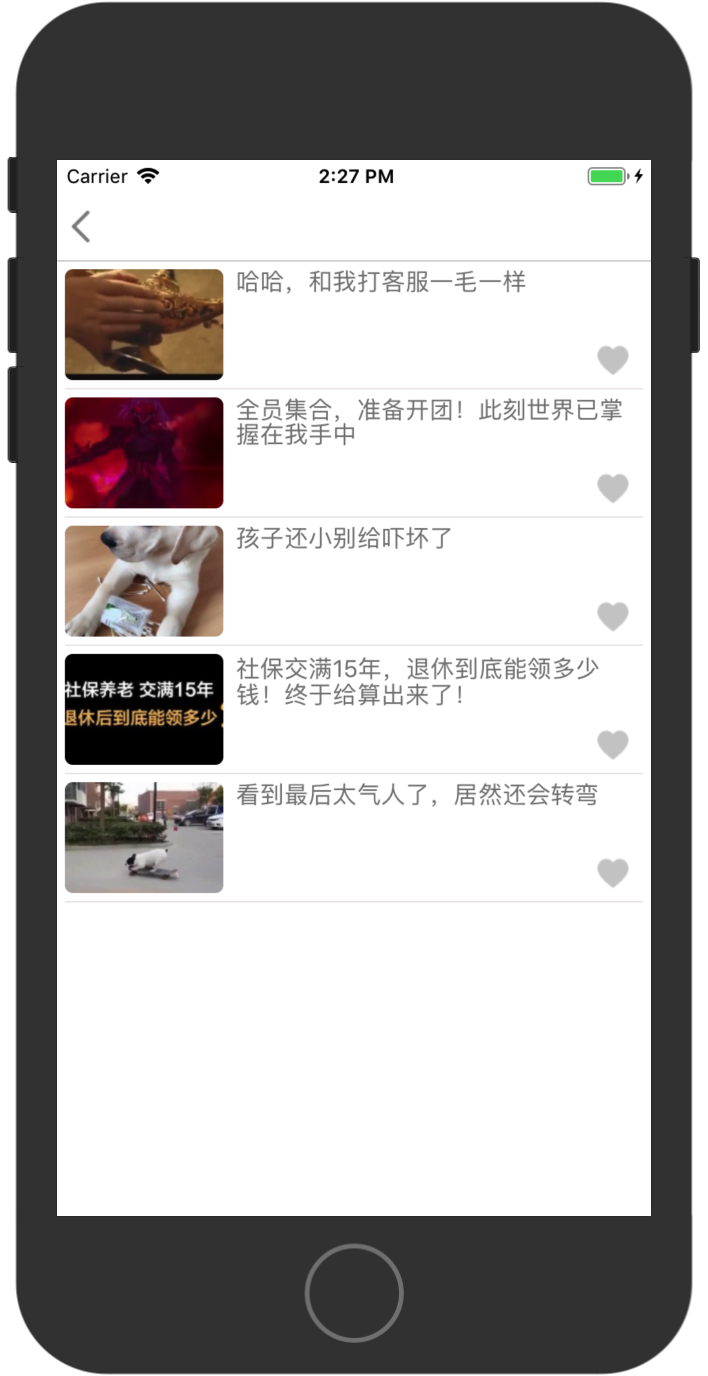 Carrier 2:27 PM
哈哈，和我打客服一毛一样
全员集合，准备开团！此刻世界已掌
握在我手中
孩子还小别给吓坏了
社保养老 交满15年
退休后到底能领多少
社保交满15年，退休到底能领多少
钱！终于给算出来了！
看到最后太气人了，居然还会转弯